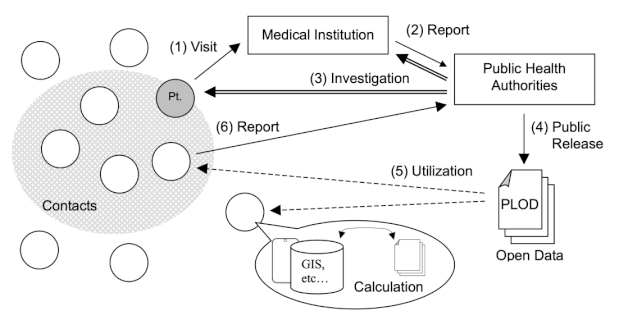 (1) Visit
Medical Institution
(2) Report
Public Health
Authorities
(3) Investigation
Pt.
(6) Report
(4) Public
Release
(5) Utilization
PLOD
Open Data
Contacts
GIS,
etc…
Calculation